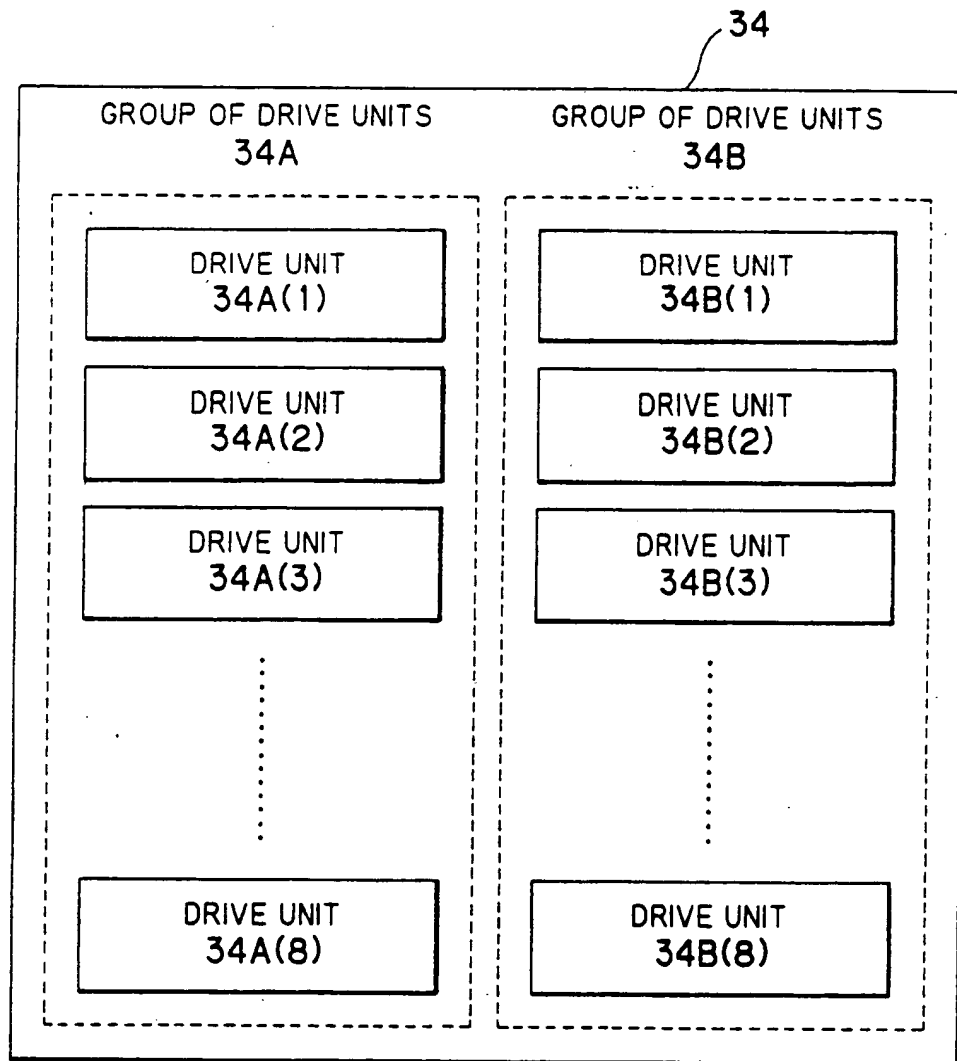 34
GROUP OF DRIVE UNITS
34A
DRIVE UNIT
34A(1)
DRIVE UNIT
34A(2)
DRIVE UNIT
34A(3)
DRIVE UNIT
34A(8)
GROUP OF DRIVE UNITS
34B
DRIVE UNIT
34B(1)
DRIVE UNIT
34B(2)
DRIVE UNIT
34B(3)
DRIVE UNIT
34B(8)